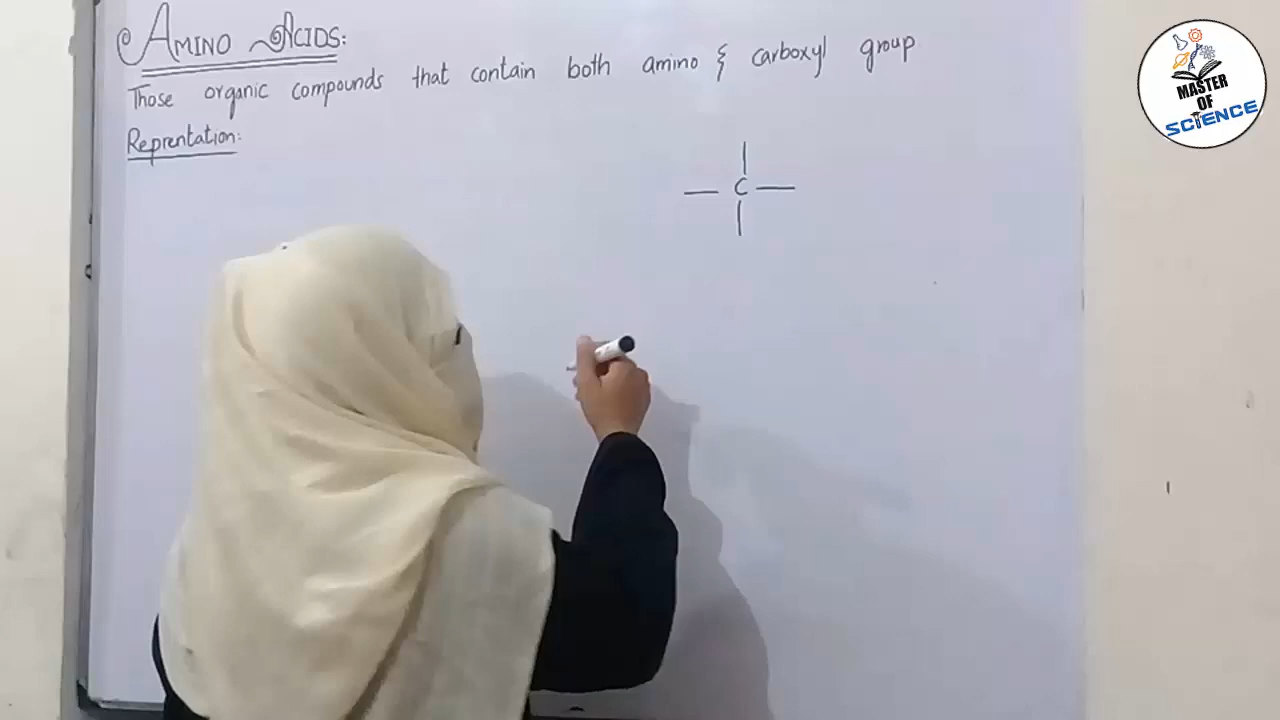 AMINO ACIDS:
Those organic compounds that contain both amino & carboxyl group
Reprentation:
— C —
MASTER
OF
SCIENCE